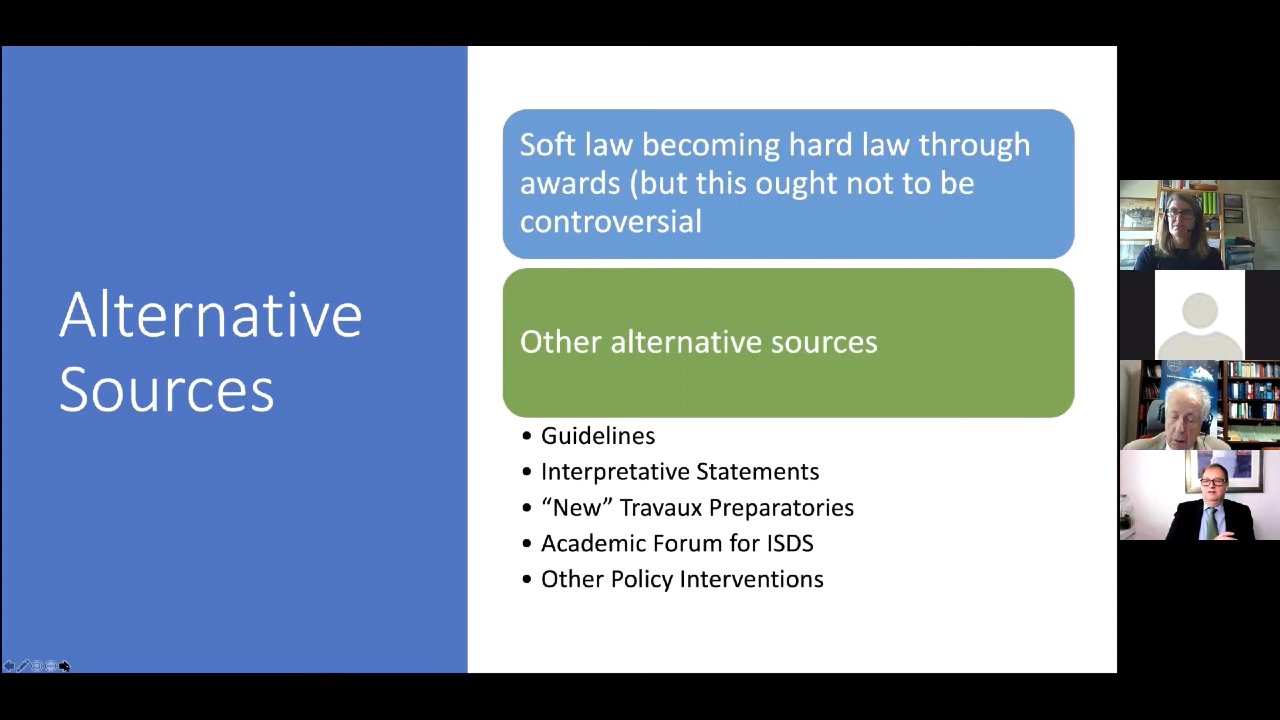 Alternative
Sources
Soft law becoming hard law through
awards (but this ought not to be
controversial
Other alternative sources
• Guidelines
• Interpretative Statements
• “New” Travaux Preparatories
• Academic Forum for ISDS
• Other Policy Interventions